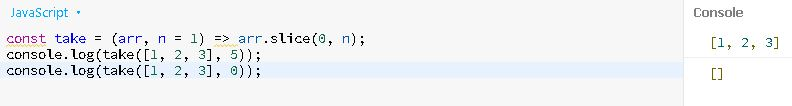 JavaScript
const take = (arr, n = 1) => arr.slice(0, n);
console.log(take([1, 2, 3], 5));
console.log(take([1, 2, 3], 0));
Console
[1, 2, 3]
[]